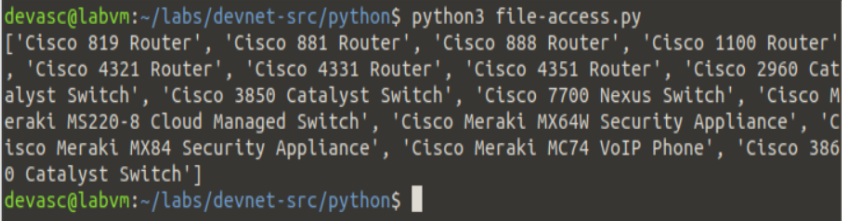 devasc@labvm:~/labs/devnet-src/python$ python3 file-access.py
['Cisco 819 Router', 'Cisco 881 Router', 'Cisco 888 Router', 'Cisco 1100 Router'
, 'Cisco 4321 Router', 'Cisco 4331 Router', 'Cisco 4351 Router', 'Cisco 2960 Cat
alyst Switch', 'Cisco 3850 Catalyst Switch', 'Cisco 7700 Nexus Switch', 'Cisco M
eraki MS220-8 Cloud Managed Switch', 'Cisco Meraki MX64W Security Appliance', 'C
isco Meraki MX84 Security Appliance', 'Cisco Meraki MC74 VoIP Phone', 'Cisco 386
0 Catalyst Switch']
devasc@labvm:~/labs/devnet-src/python$